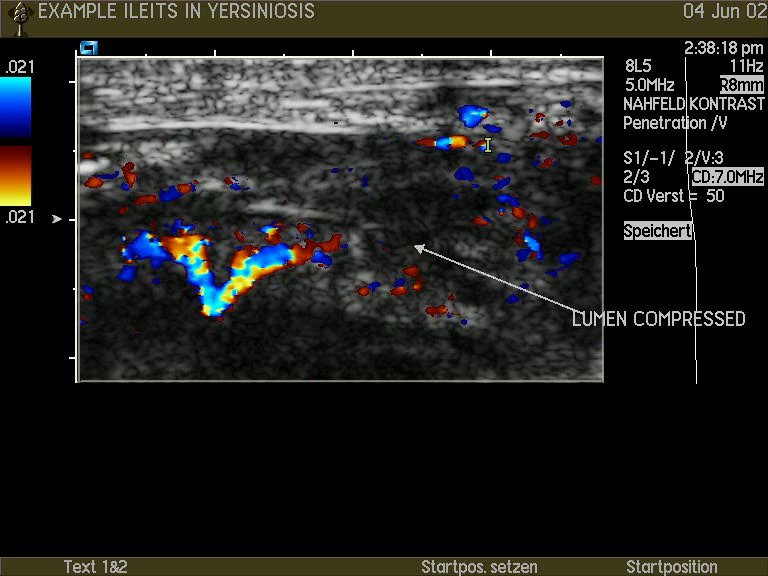 EXAMPLE ILEITS IN YERSINIOSIS
04 Jun 02
2:38:18 pm
.021
8L5 11Hz
5.0MHz R8mm
NAHFELD KONTRAST
Penetration /V
S1/-1/ 2/V:3
2/3 CD:7.0MHz
CD Verst = 50
.021
Speichert
LUMEN COMPRESSED
Text 1&2 Startpos. setzen Startposition